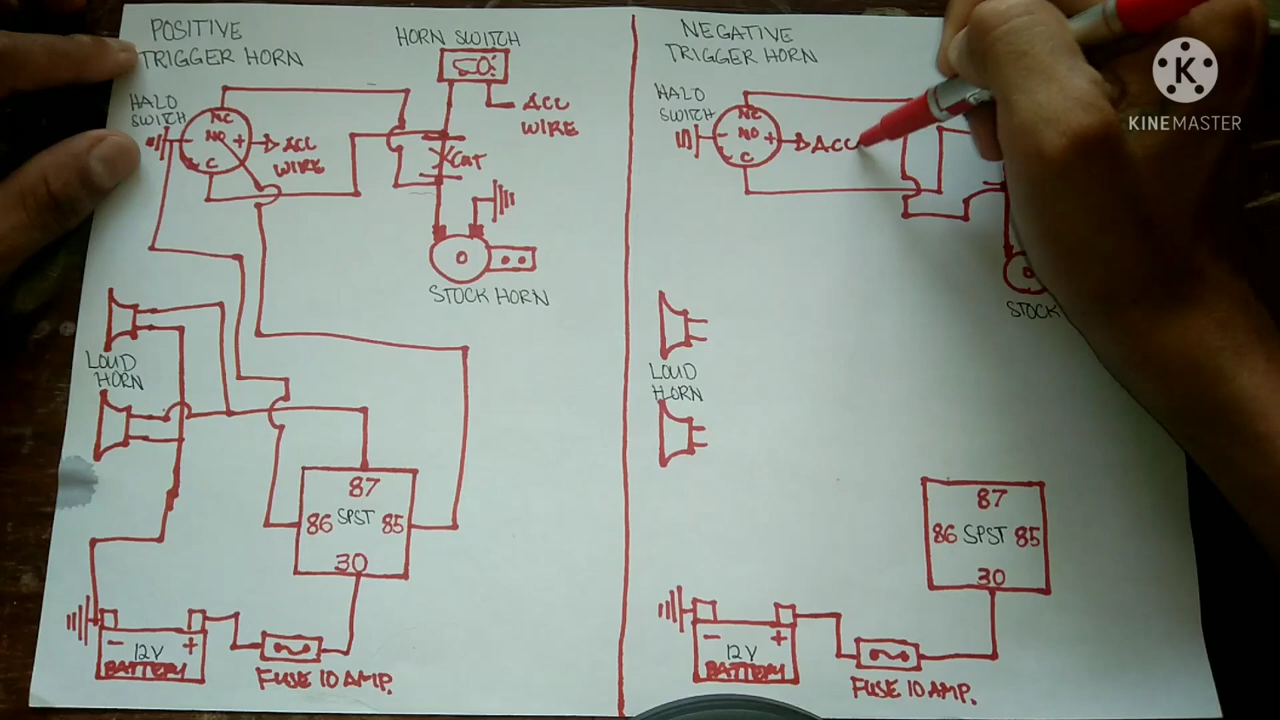 POSITIVE
TRIGGER HORN
HORN SWITCH
HALO
SWITCH
NC
NO +
-
C
ACC
WIRE
ACC
WIRE
CUT
STOCK HORN
LOUD
HORN
87
86 SPST 85
30
- +
12V
BATTERY
FUSE 10 AMP.
NEGATIVE
TRIGGER HORN
HALO
SWITCH
NC
- NO +
C
ACC
STOCK
LOUD
HORN
87
86 SPST 85
30
- +
12V
BATTERY
FUSE 10 AMP.
K
KINEMASTER